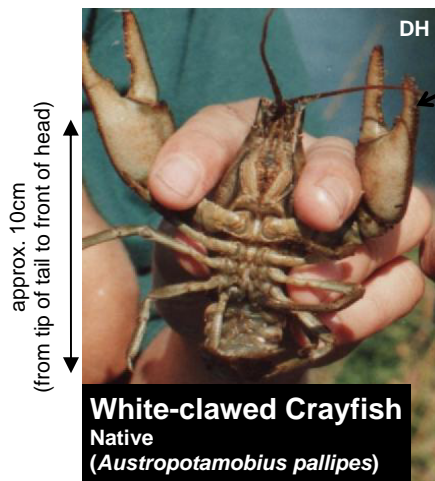 DH
approx. 10cm
(from tip of tail to front of head)
White-clawed Crayfish
Native
(Austropotamobius pallipes)